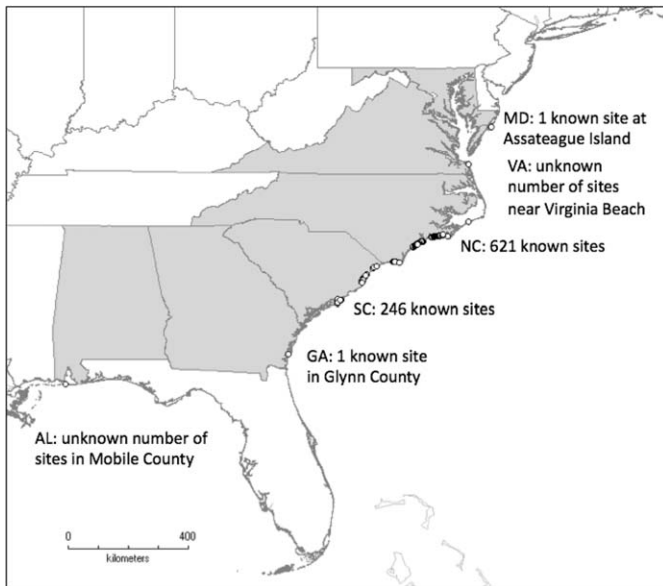 MD: 1 known site at
Assateague Island
VA: unknown
number of sites
near Virginia Beach
NC: 621 known sites
SC: 246 known sites
GA: 1 known site
in Glynn County
AL: unknown number of
sites in Mobile County
0 400
kilometers